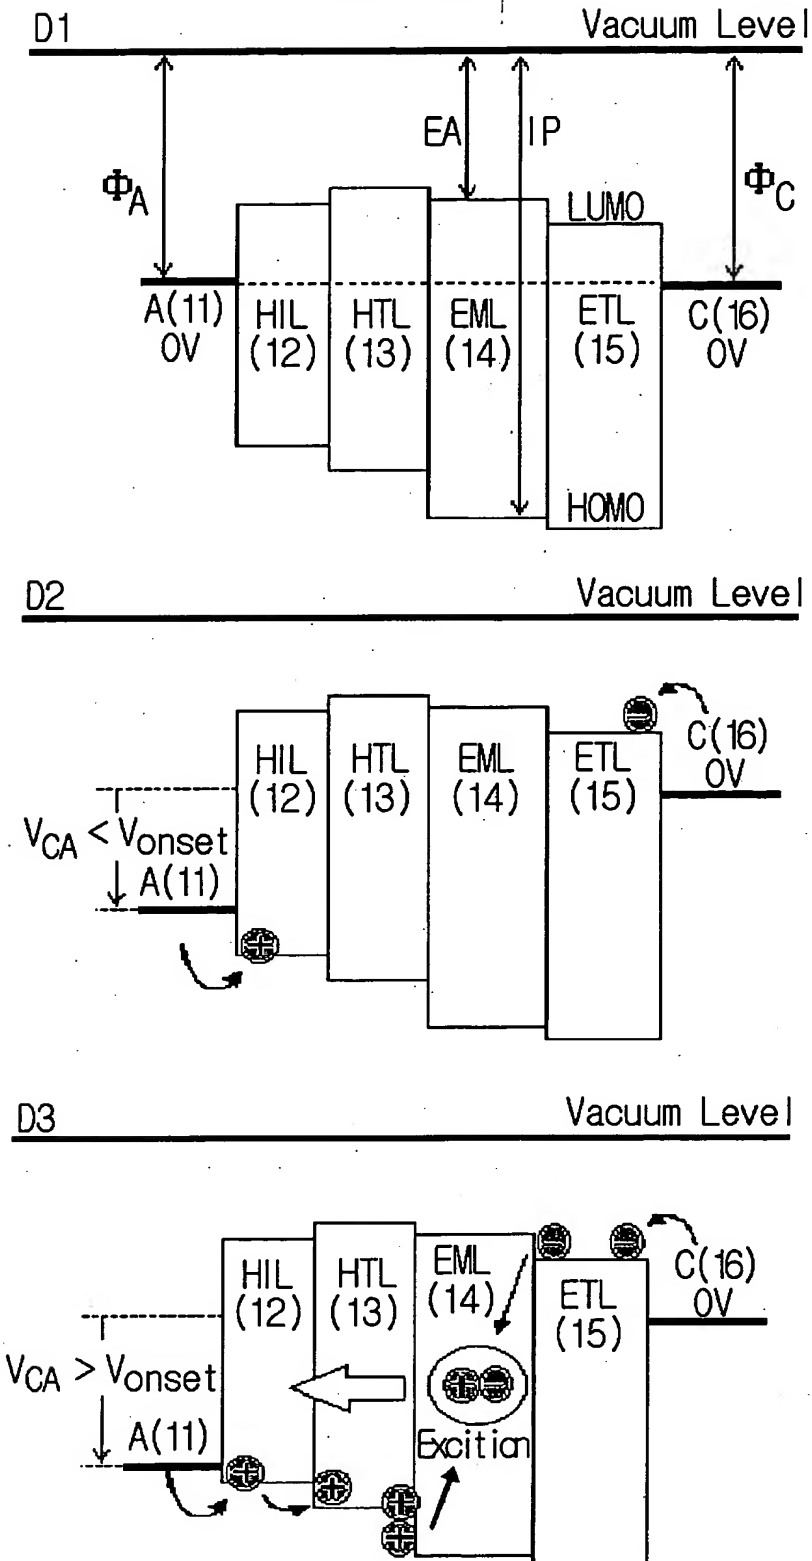 D1
Vacuum Level
EA
IP
ΦA
ΦC
LUMO
A(11)
0V
HIL
(12)
HTL
(13)
EML
(14)
ETL
(15)
C(16)
0V
HOMO
D2
Vacuum Level
HIL
(12)
HTL
(13)
EML
(14)
ETL
(15)
C(16)
0V
VCA < Vonset
A(11)
D3
Vacuum Level
HIL
(12)
HTL
(13)
EML
(14)
ETL
(15)
C(16)
0V
VCA > Vonset
A(11)
Excition